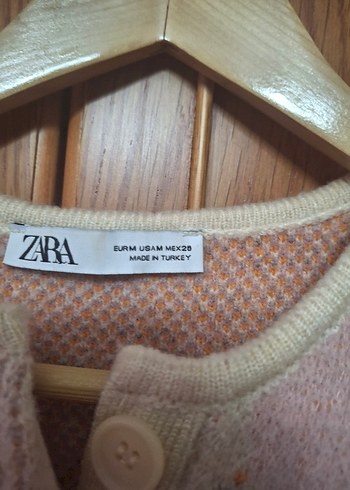 ZARA
EUR M USA M MEX 28
MADE IN TURKEY